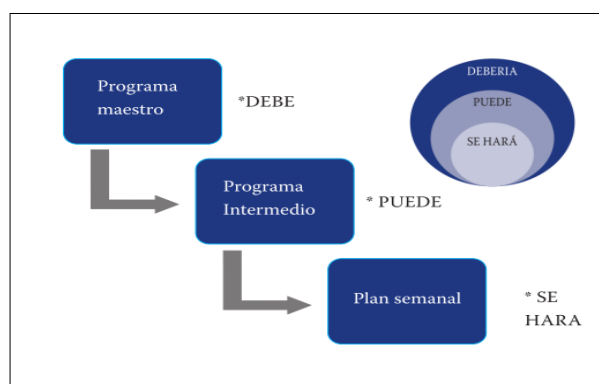 Programa
maestro
*DEBE
DEBERIA
PUEDE
SE HARÁ
Programa
Intermedio
* PUEDE
Plan semanal
* SE
HARA